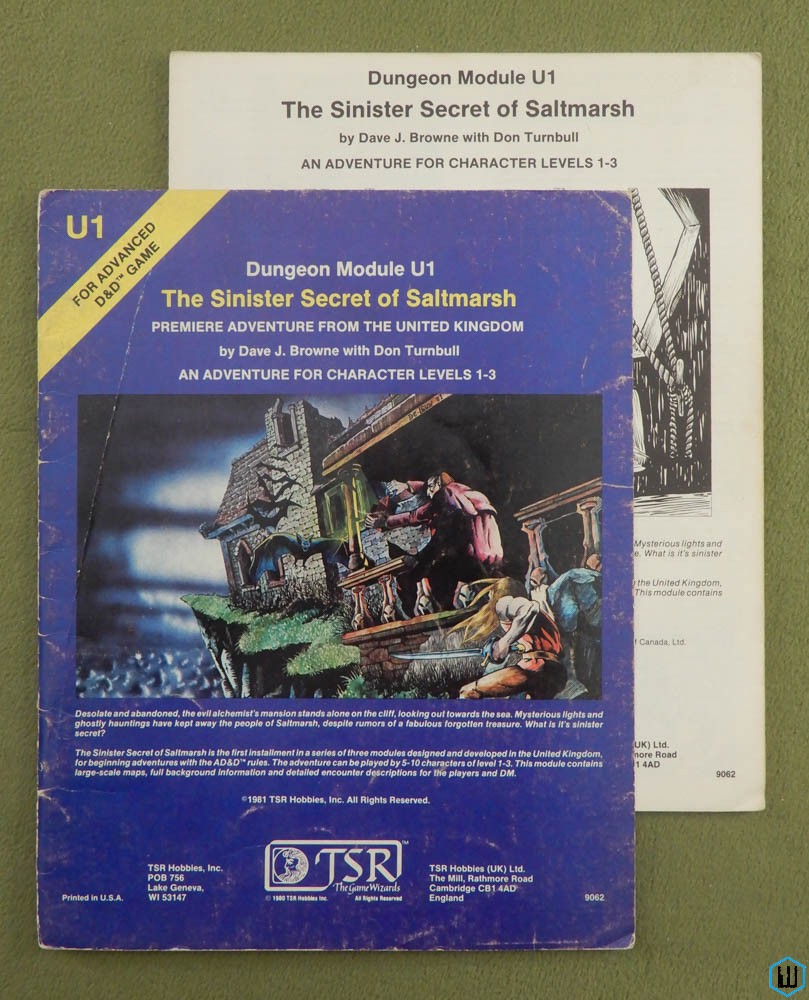 Dungeon Module U1
The Sinister Secret of Saltmarsh
by Dave J. Browne with Don Turnbull
AN ADVENTURE FOR CHARACTER LEVELS 1-3
Mysterious lights and
e. What is it's sinister
the United Kingdom,
This module contains
f Canada, Ltd.
(UK) Ltd.
more Road
1 4AD
9062
U1
FOR ADVANCED
D&D™ GAME
Dungeon Module U1
The Sinister Secret of Saltmarsh
PREMIERE ADVENTURE FROM THE UNITED KINGDOM
by Dave J. Browne with Don Turnbull
AN ADVENTURE FOR CHARACTER LEVELS 1-3
Desolate and abandoned, the evil alchemist's mansion stands alone on the cliff, looking out towards the sea. Mysterious lights and
ghostly hauntings have kept away the people of Saltmarsh, despite rumors of a fabulous forgotten treasure. What is it's sinister
secret?
The Sinister Secret of Saltmarsh is the first installment in a series of three modules designed and developed in the United Kingdom,
for beginning adventures with the AD&D™ rules. The adventure can be played by 5-10 characters of level 1-3. This module contains
large-scale maps, full background information and detailed encounter descriptions for the players and DM.
©1981 TSR Hobbies, Inc. All Rights Reserved.
TSR™
The Game Wizards
© 1980 TSR Hobbies Inc. All Rights Reserved
TSR Hobbies, Inc.
POB 756
Lake Geneva,
WI 53147
TSR Hobbies (UK) Ltd.
The Mill, Rathmore Road
Cambridge CB1 4AD
England
Printed in U.S.A.
9062